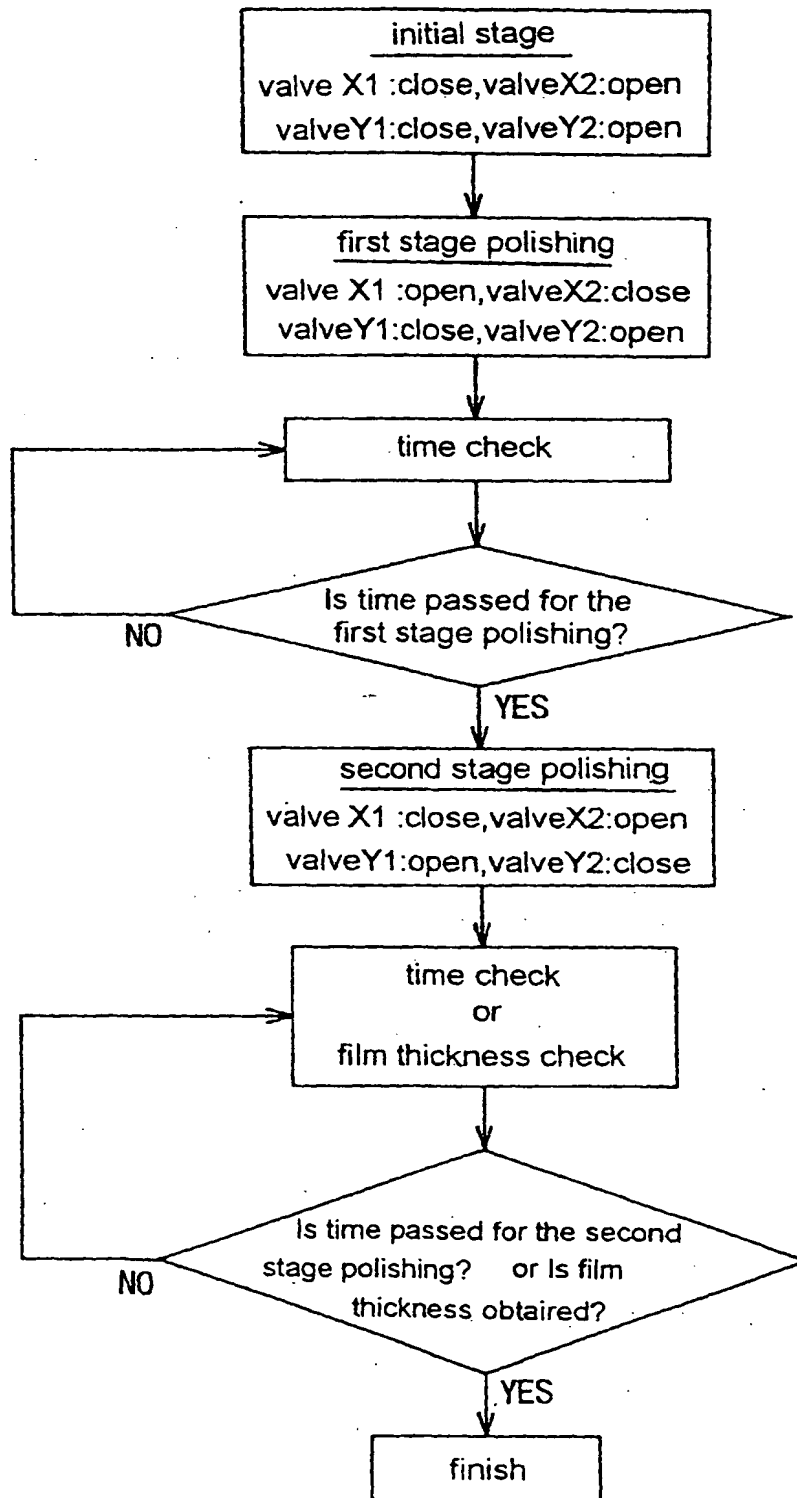 initial stage
valve X1 :close,valveX2:open
valveY1:close,valveY2:open
first stage polishing
valve X1 :open,valveX2:close
valveY1:close,valveY2:open
time check
Is time passed for the
first stage polishing?
NO
YES
second stage polishing
valve X1 :close,valveX2:open
valveY1:open,valveY2:close
time check
or
film thickness check
Is time passed for the second
stage polishing? or Is film
thickness obtaired?
NO
YES
finish